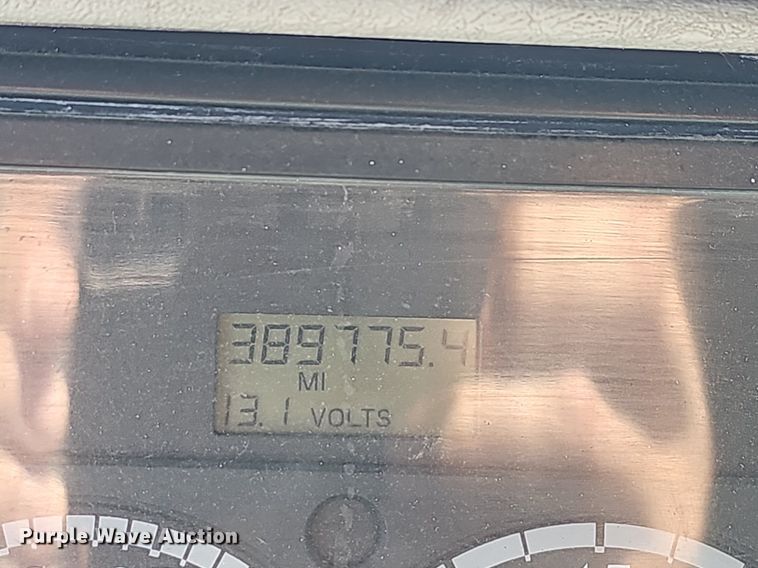 389775.4
MI
13.1 VOLTS
Purple Wave Auction